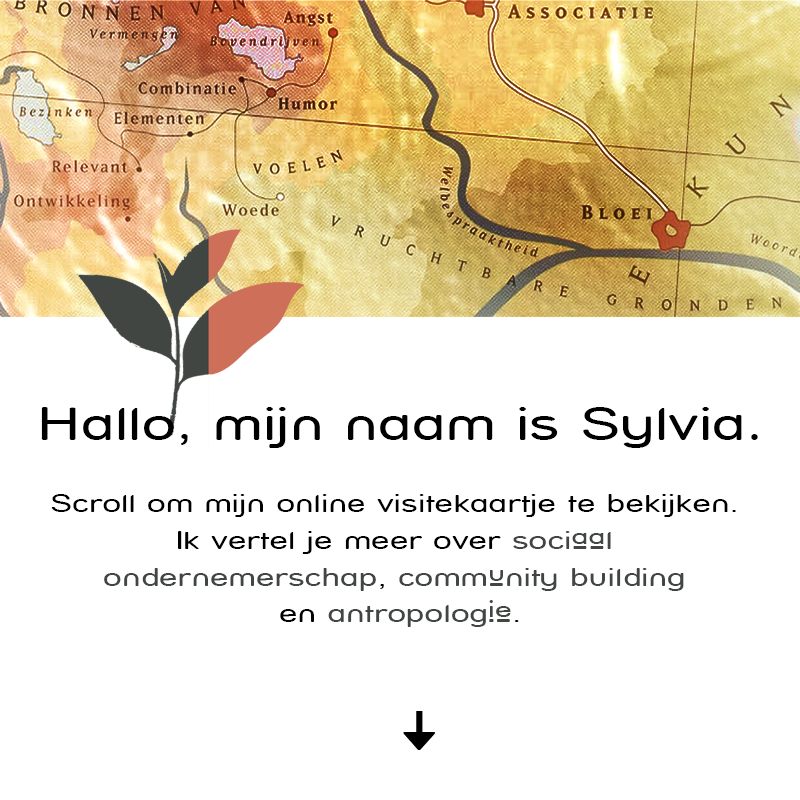 BRONNEN VAN
Angst
ASSOCIATIE
Vermengen
Bovendrijven
Combinatie
Humor
Bezinken
Elementen
Relevant
VOELEN
Ontwikkeling
Woede
Welbespraaktheid
BLOEI
KUN
E
VRUCHTBARE GRONDEN
Hallo, mijn naam is Sylvia.
Scroll om mijn online visitekaartje te bekijken.
Ik vertel je meer over sociaal
ondernemerschap, community building
en antropologie.